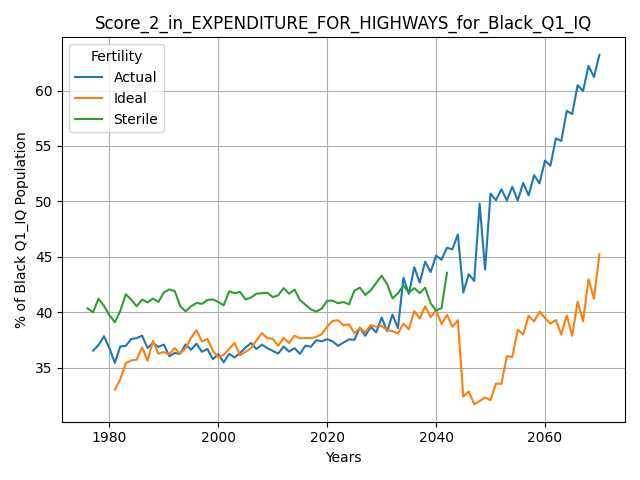 Score_2_in_EXPENDITURE_FOR_HIGHWAYS_for_Black_Q1_IQ
Fertility
Actual
Ideal
Sterile
% of Black Q1_IQ Population
60
55
50
45
40
35
1980
2000
2020
2040
2060
Years